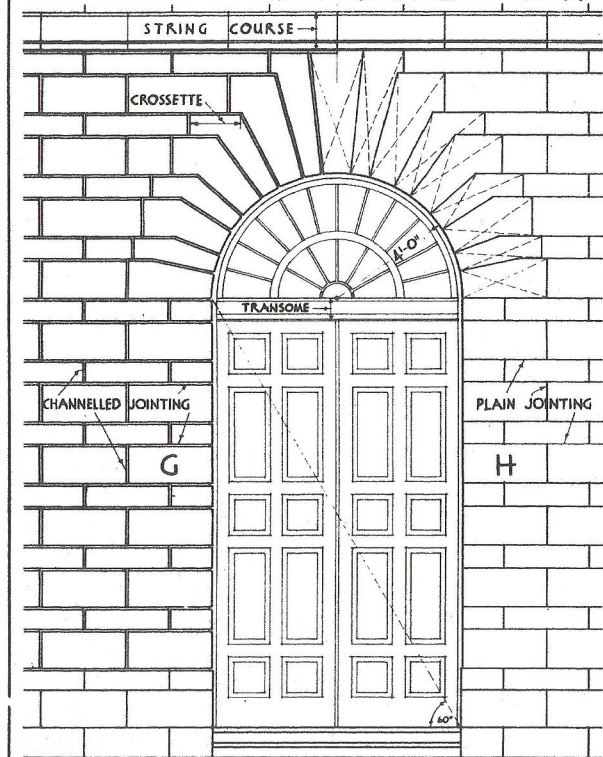 STRING COURSE
CROSSETTE
4'-0"
TRANSOME
CHANNELLED JOINTING
PLAIN JOINTING
G
H
60°